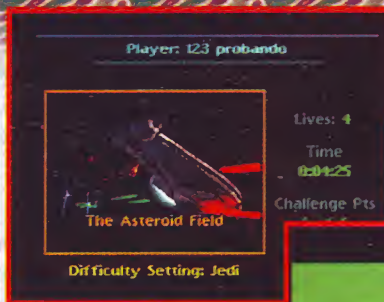 Player: 123 probando
Lives: 4
Time
0:04:25
Challenge Pts
The Asteroid Field
Difficulty Setting: Jedi